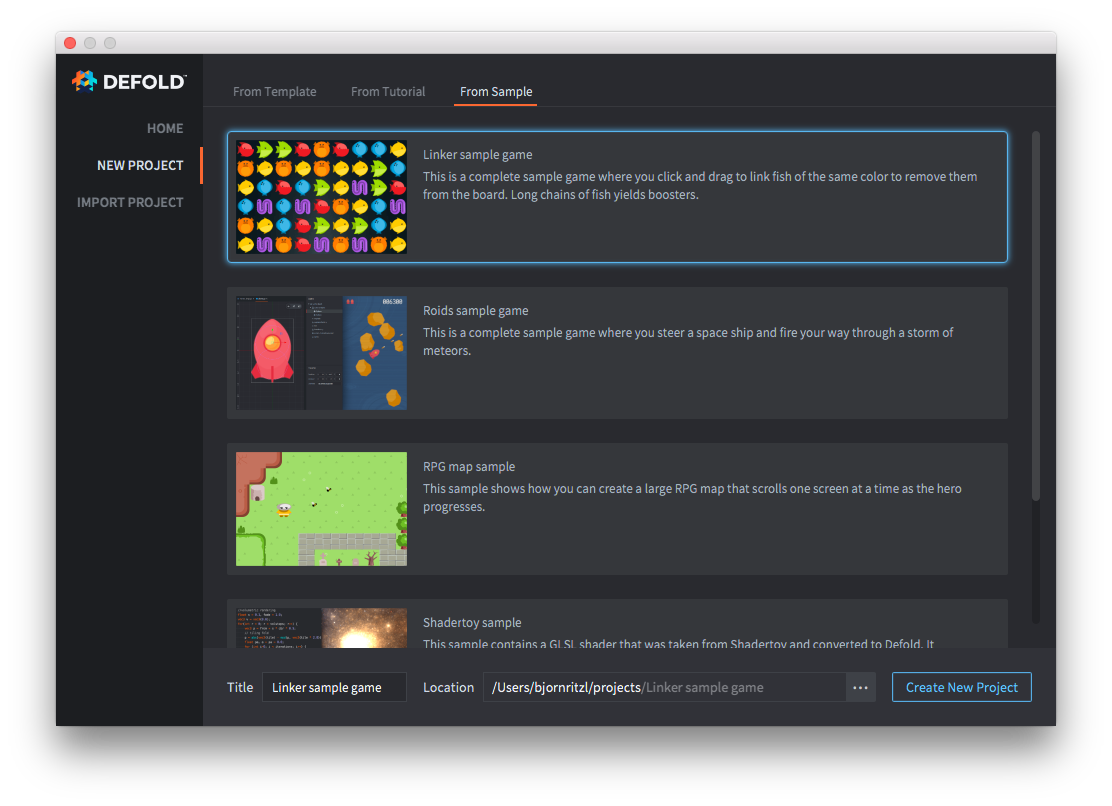 DEFOLD™
HOME
NEW PROJECT
IMPORT PROJECT
From Template
From Tutorial
From Sample
Linker sample game
This is a complete sample game where you click and drag to link fish of the same color to remove them
from the board. Long chains of fish yields boosters.
006300
Roids sample game
This is a complete sample game where you steer a space ship and fire your way through a storm of
meteors.
RPG map sample
This sample shows how you can create a large RPG map that scrolls one screen at a time as the hero
progresses.
Shadertoy sample
This sample contains a GLSL shader that was taken from Shadertoy and converted to Defold. It
Title
Linker sample game
Location
/Users/bjornritzl/projects/Linker sample game
...
Create New Project